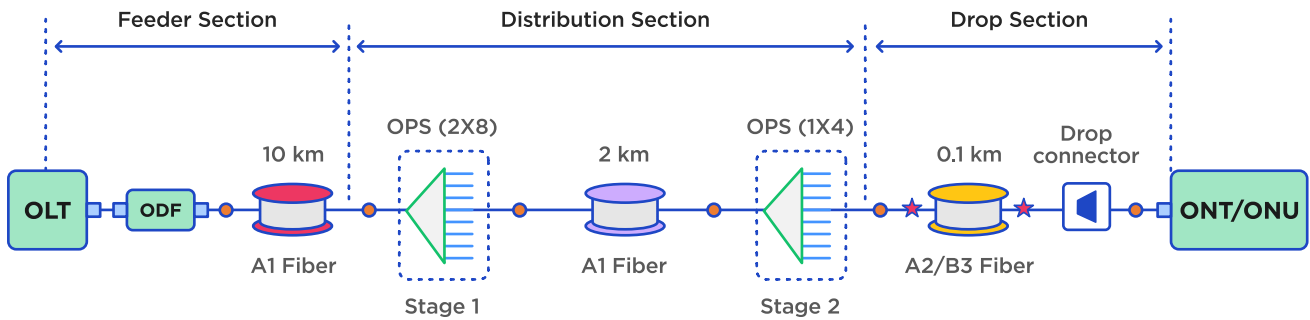 Feeder Section
Distribution Section
Drop Section
OPS (2X8)
OPS (1X4)
Drop
connector
10 km
2 km
0.1 km
OLT
ODF
ONT/ONU
A1 Fiber
A1 Fiber
A2/B3 Fiber
Stage 1
Stage 2